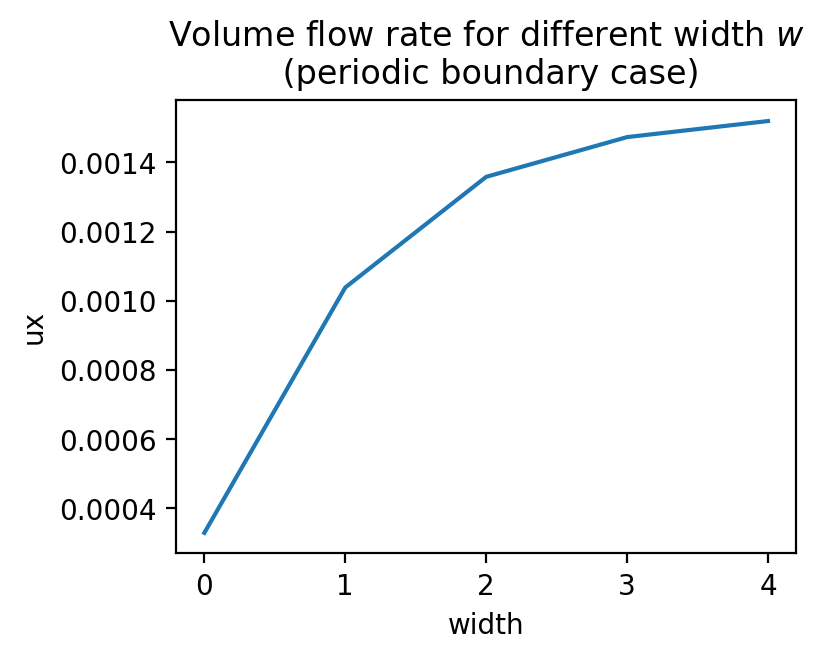 Volume flow rate for different width w
(periodic boundary case)
0.0014
0.0012
0.0010
0.0008
0.0006
0.0004
ux
0 1 2 3 4
width